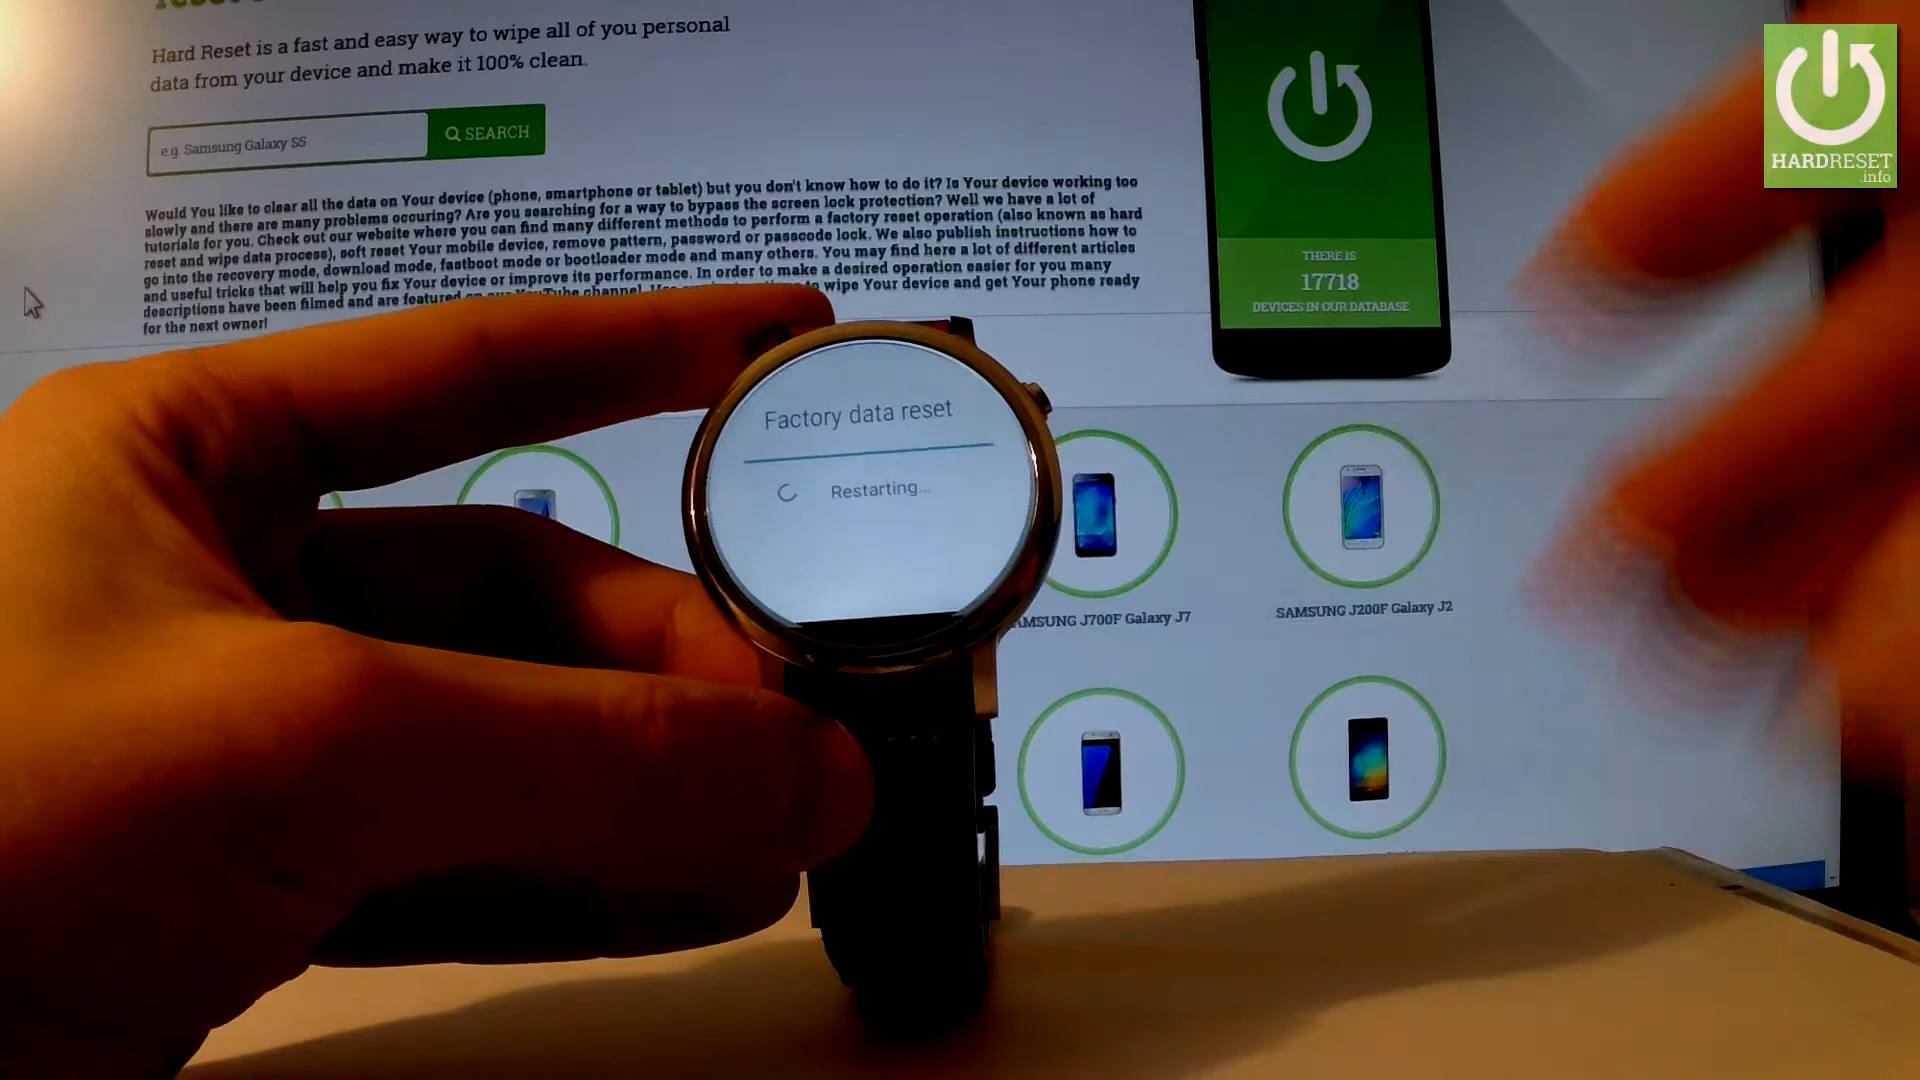 Hard Reset is a fast and easy way to wipe all of you personal
data from your device and make it 100% clean.
e.g. Samsung Galaxy S5
SEARCH
Would You like to clear all the data on Your device (phone, smartphone or tablet) but you don't know how to do it? Is Your device working too
slowly and there are many problems occuring? Are you searching for a way to bypass the screen lock protection? Well we have a lot of
tutorials for you. Check out our website where you can find many different methods to perform a factory reset operation (also known as hard
reset and wipe data process), soft reset Your mobile device, remove pattern, password or passcode lock. We also publish instructions how to
go into the recovery mode, download mode, fastboot mode or bootloader mode and many others. You may find here a lot of different articles
and useful tricks that will help you fix Your device or improve its performance. In order to make a desired operation easier for you many
descriptions have been filmed and are featured on our YouTube channel. wipe Your device and get Your phone ready
for the next owner!
THERE IS
17718
DEVICES IN OUR DATABASE
HARDRESET
.info
Factory data reset
Restarting...
SAMSUNG J700F Galaxy J7
SAMSUNG J200F Galaxy J2